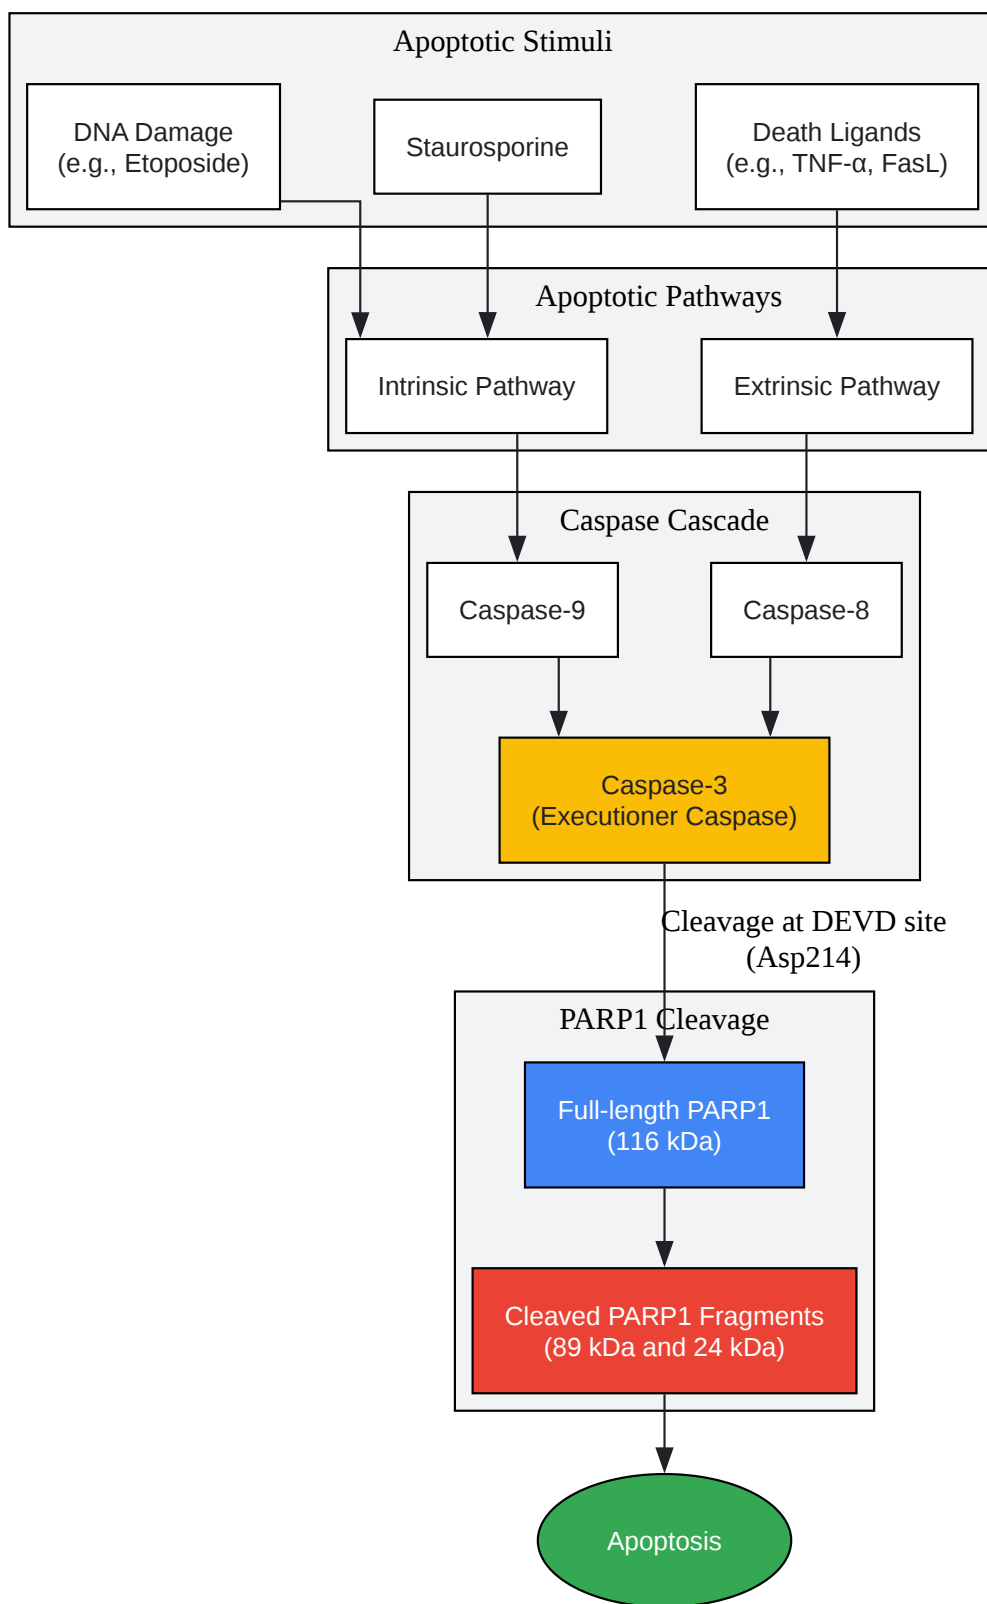 Apoptotic Stimuli
DNA Damage
(e.g., Etoposide)
Staurosporine
Death Ligands
(e.g., TNF-α, FasL)
Apoptotic Pathways
Intrinsic Pathway
Extrinsic Pathway
Caspase Cascade
Caspase-9
Caspase-8
Caspase-3
(Executioner Caspase)
Cleavage at DEVD site
(Asp214)
PARP1 Cleavage
Full-length PARP1
(116 kDa)
Cleaved PARP1 Fragments
(89 kDa and 24 kDa)
Apoptosis